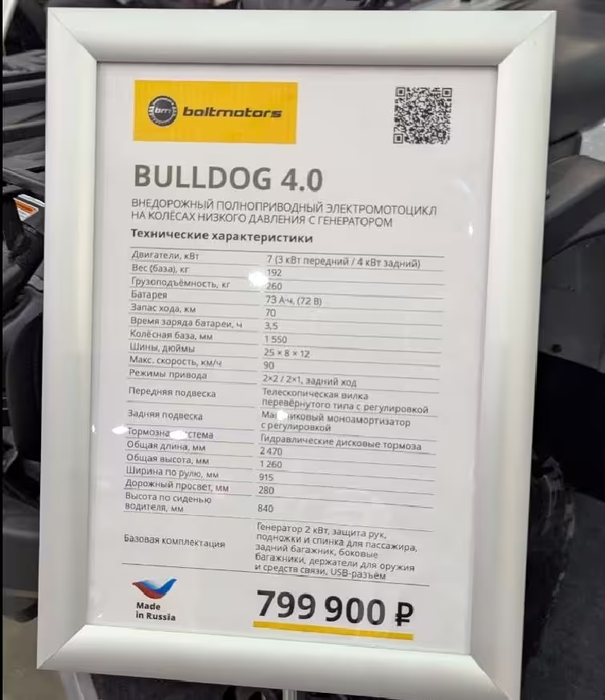 bm boltmotors
BULLDOG 4.0
ВНЕДОРОЖНЫЙ ПОЛНОПРИВОДНЫЙ ЭЛЕКТРОМОТОЦИКЛ
НА КОЛЁСАХ НИЗКОГО ДАВЛЕНИЯ С ГЕНЕРАТОРОМ
Технические характеристики
Двигатели, кВт 7 (3 кВт передний / 4 кВт задний)
Вес (база), кг 192
Грузоподъёмность, кг 260
Батарея 73 А·ч, (72 В)
Запас хода, км 70
Время заряда батареи, ч 3,5
Колёсная база, мм 1 550
Шины, дюймы 25 × 8 × 12
Макс. скорость, км/ч 90
Режимы привода 2×2 / 2×1, задний ход
Передняя подвеска Телескопическая вилка
перевёрнутого типа с регулировкой
Задняя подвеска Маятниковый моноамортизатор
с регулировкой
Тормозная система Гидравлические дисковые тормоза
Общая длина, мм 2 470
Общая высота, мм 1 260
Ширина по рулю, мм 915
Дорожный просвет, мм 280
Высота по сиденью
водителя, мм 840
Базовая комплектация Генератор 2 кВт, защита рук,
подножки и спинка для пассажира,
задний багажник, боковые
багажники, держатели для оружия
и средств связи, USB-разъём
Made
in Russia
799 900 ₽